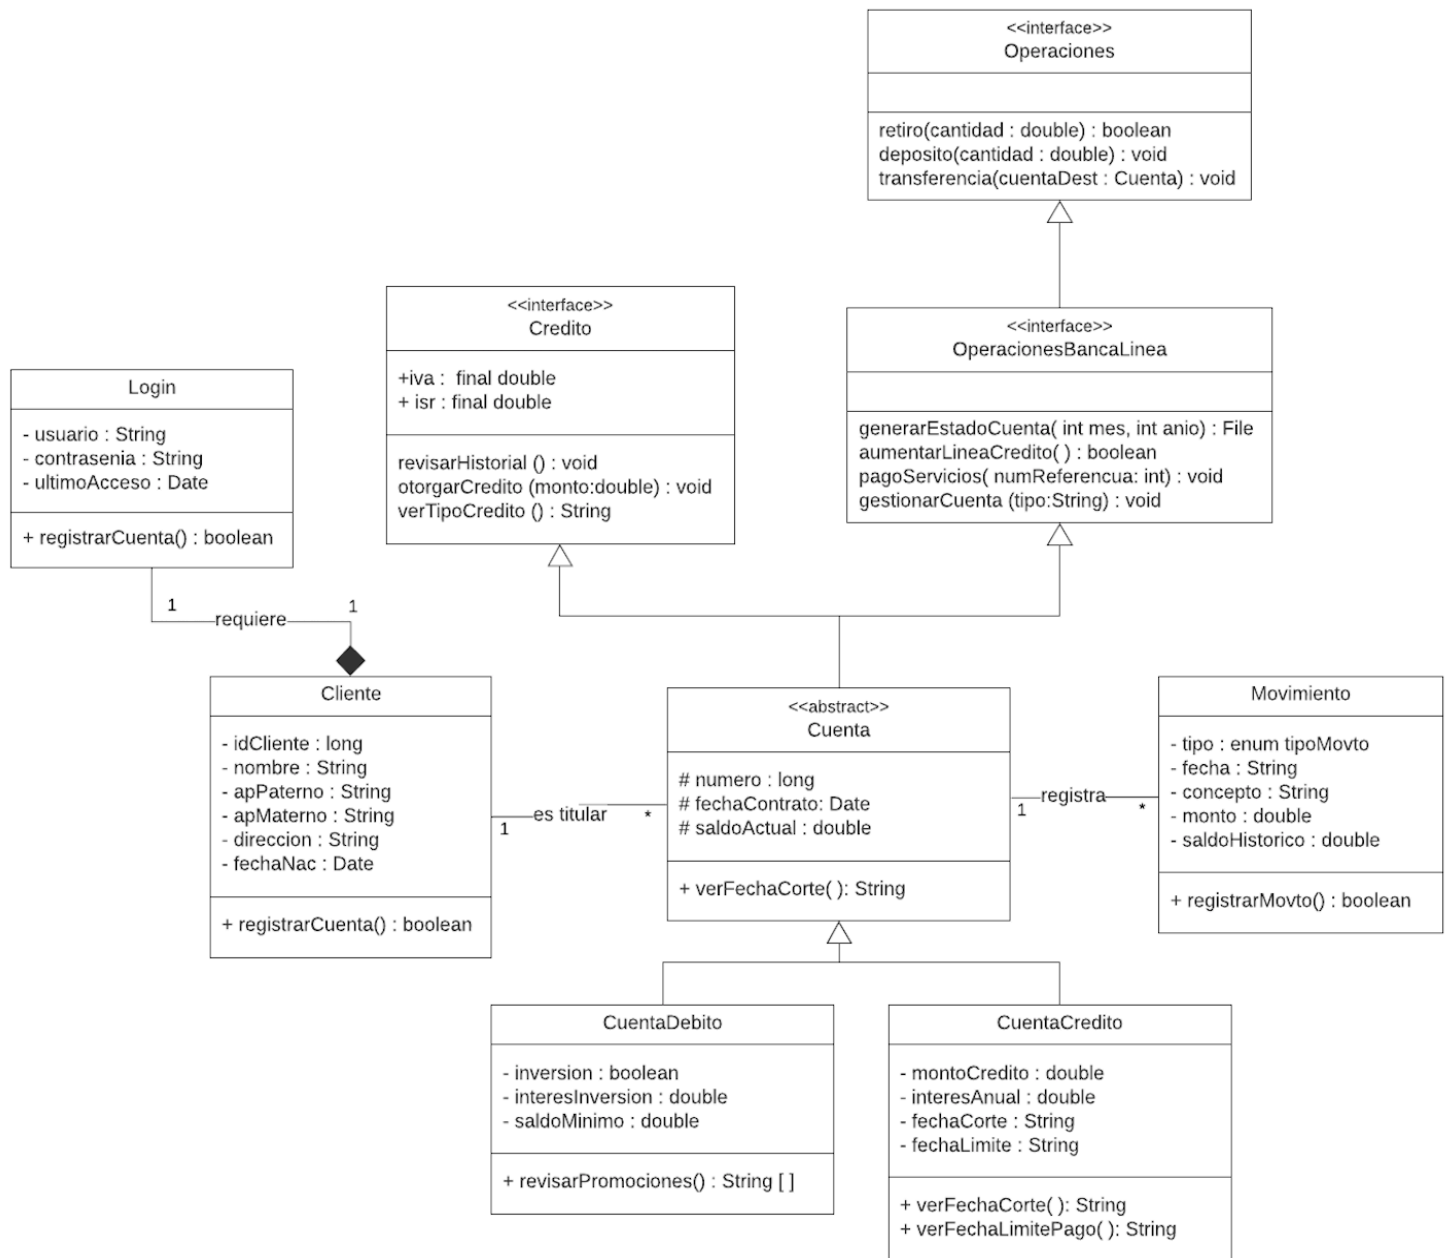 <<interface>>
Operaciones
retiro(cantidad : double) : boolean
deposito(cantidad : double) : void
transferencia(cuentaDest : Cuenta) : void
<<interface>>
Credito
+iva :  final double
+ isr : final double
revisarHistorial () : void
otorgarCredito (monto:double) : void
verTipoCredito () : String
<<interface>>
OperacionesBancaLinea
generarEstadoCuenta( int mes, int anio) : File
aumentarLineaCredito( ) : boolean
pagoServicios( numReferencua: int) : void
gestionarCuenta (tipo:String) : void
Login
- usuario : String
- contrasenia : String
- ultimoAcceso : Date
+ registrarCuenta() : boolean
1
requiere
1
Cliente
- idCliente : long
- nombre : String
- apPaterno : String
- apMaterno : String
- direccion : String
- fechaNac : Date
+ registrarCuenta() : boolean
1
es titular
*
<<abstract>>
Cuenta
# numero : long
# fechaContrato: Date
# saldoActual : double
+ verFechaCorte( ): String
1
registra
*
Movimiento
- tipo : enum tipoMovto
- fecha : String
- concepto : String
- monto : double
- saldoHistorico : double
+ registrarMovto() : boolean
CuentaDebito
- inversion : boolean
- interesInversion : double
- saldoMinimo : double
+ revisarPromociones() : String [ ]
CuentaCredito
- montoCredito : double
- interesAnual : double
- fechaCorte : String
- fechaLimite : String
+ verFechaCorte( ): String
+ verFechaLimitePago( ): String